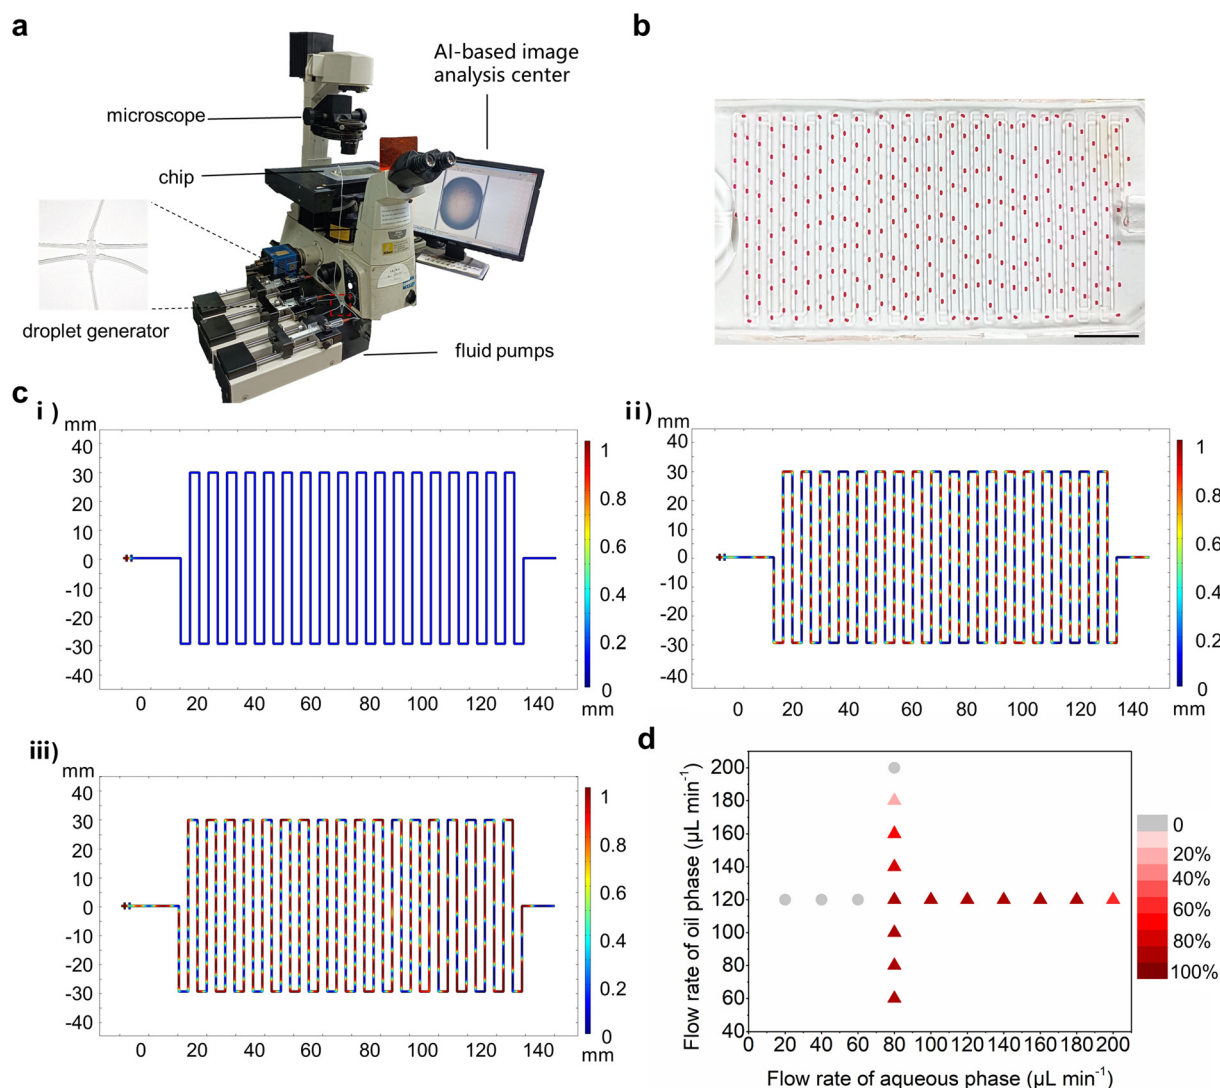 a
b
AI-based image
analysis center
microscope
chip
droplet generator
fluid pumps
c
i)
mm
40
30
20
10
0
-10
-20
-30
-40
0 20 40 60 80 100 120 140
mm
1
0.8
0.6
0.4
0.2
0
ii)
mm
40
30
20
10
0
-10
-20
-30
-40
0 20 40 60 80 100 120 140
mm
1
0.8
0.6
0.4
0.2
0
iii)
mm
40
30
20
10
0
-10
-20
-30
-40
0 20 40 60 80 100 120 140
mm
1
0.8
0.6
0.4
0.2
0
d
Flow rate of oil phase (µL min⁻¹)
200
180
160
140
120
100
80
60
40
0 20 40 60 80 100 120 140 160 180 200
Flow rate of aqueous phase (µL min⁻¹)
0
20%
40%
60%
80%
100%